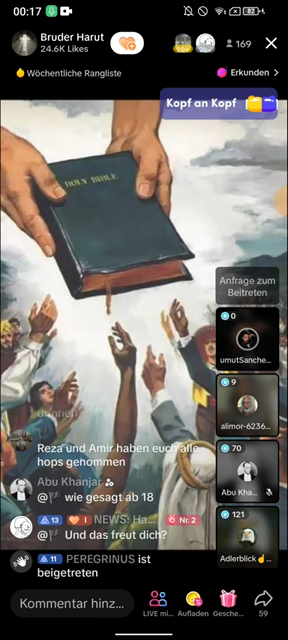 00:17
82
Bruder Harut
24.6K Likes
169
Wöchentliche Rangliste
Erkunden >
Kopf an Kopf
HOLY BIBLE
Anfrage zum
Beitreten
0
umutSanche...
9
alimor-6236...
70
Abu Kha...
121
Adlerblick
Reza und Amir haben euch alle
hops genommen
Abu Khanjar
@ wie gesagt ab 18
13 1 NEWS: Ha... Nr. 2
@ Und das freut dich?
11 PEREGRINUS ist
beigetreten
Kommentar hinz...
LIVE mi...
Aufladen
Gesche...
59